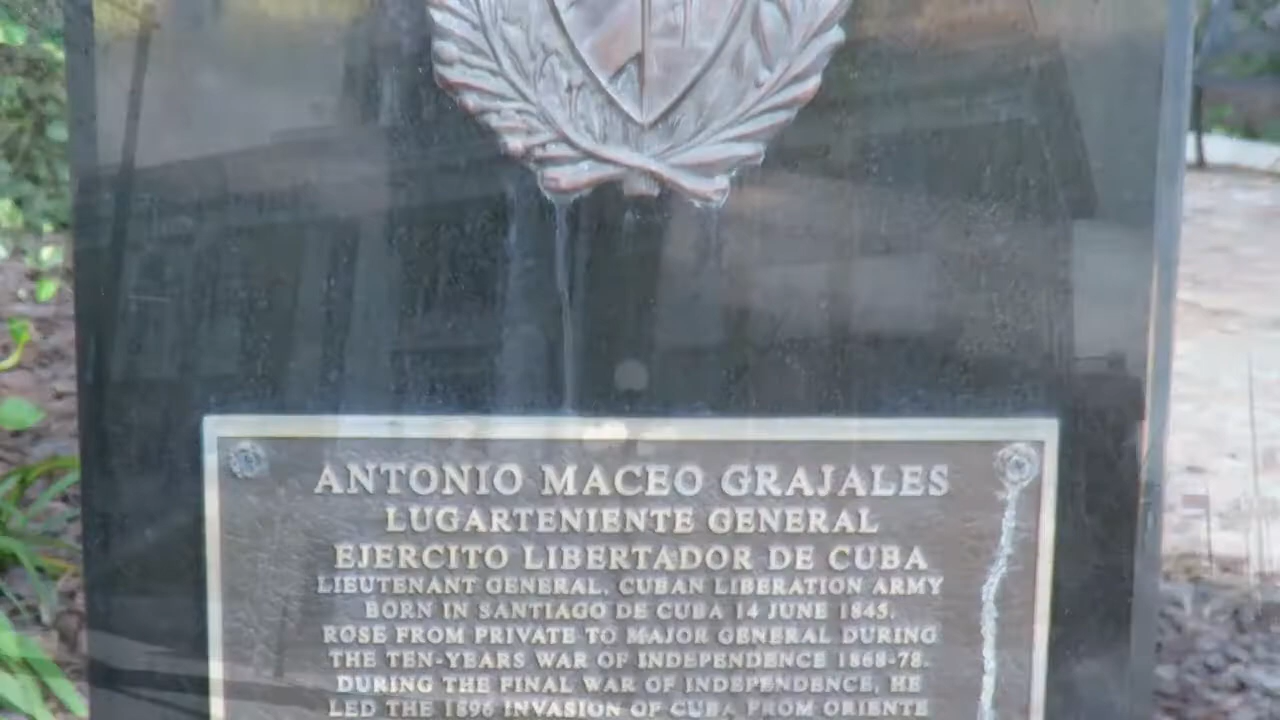 ANTONIO MACEO GRAJALES
LUGARTENIENTE GENERAL
EJERCITO LIBERTADOR DE CUBA
LIEUTENANT GENERAL, CUBAN LIBERATION ARMY
BORN IN SANTIAGO DE CUBA 14 JUNE 1845.
ROSE FROM PRIVATE TO MAJOR GENERAL DURING
THE TEN-YEARS WAR OF INDEPENDENCE 1868-78.
DURING THE FINAL WAR OF INDEPENDENCE, HE
LED THE 1896 INVASION OF CUBA FROM ORIENTE